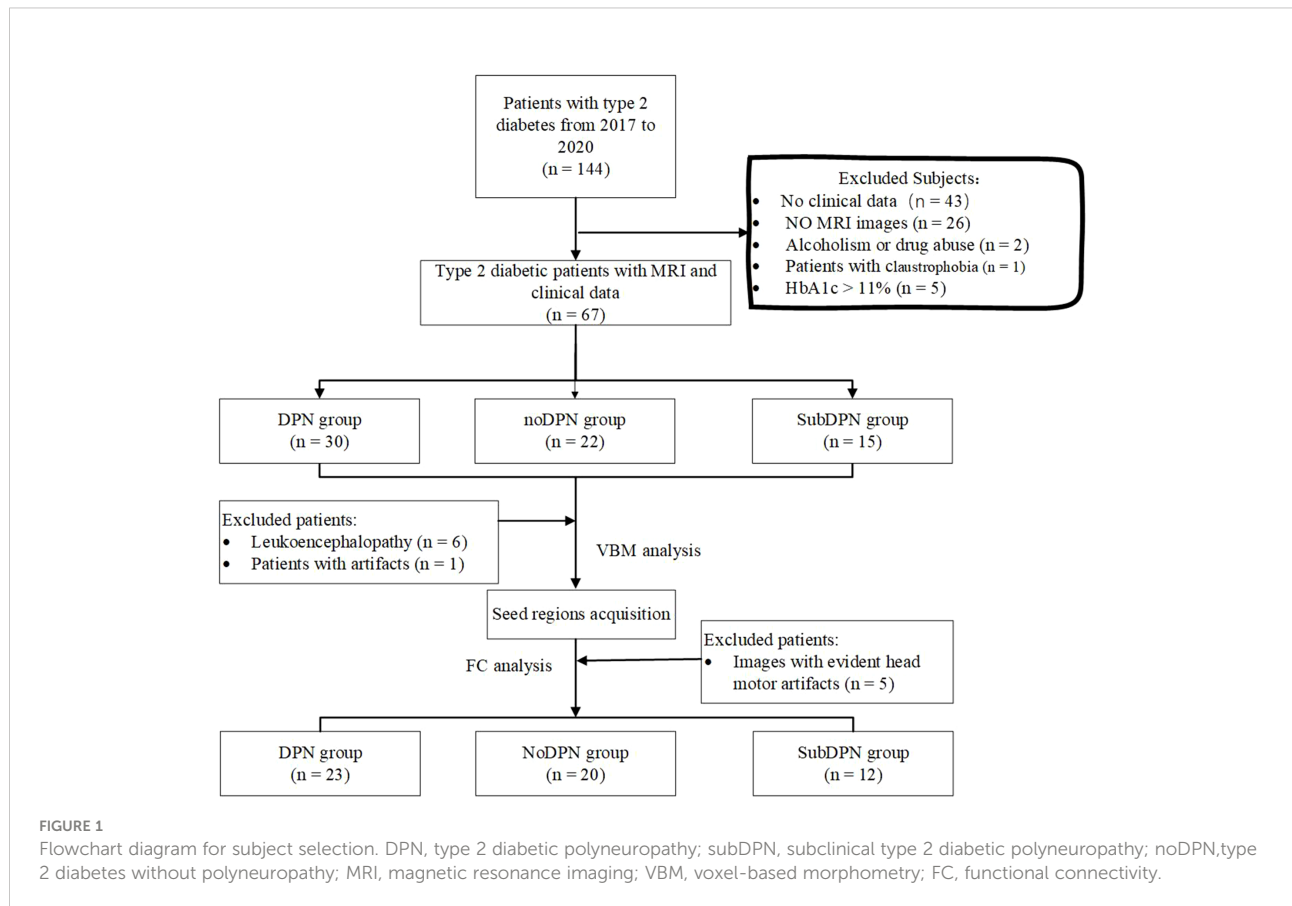 Patients with type 2
diabetes from 2017 to
2020
(n = 144)
Excluded Subjects:
• No clinical data (n = 43)
• NO MRI images (n = 26)
• Alcoholism or drug abuse (n = 2)
• Patients with claustrophobia (n = 1)
• HbA1c > 11% (n = 5)
Type 2 diabetic patients with MRI and
clinical data
(n = 67)
DPN group
(n = 30)
noDPN group
(n = 22)
SubDPN group
(n = 15)
Excluded patients:
• Leukoencephalopathy (n = 6)
• Patients with artifacts (n = 1)
VBM analysis
Seed regions acquisition
Excluded patients:
• Images with evident head
motor artifacts (n = 5)
FC analysis
DPN group
(n = 23)
NoDPN group
(n = 20)
SubDPN group
(n = 12)
FIGURE 1
Flowchart diagram for subject selection. DPN, type 2 diabetic polyneuropathy; subDPN, subclinical type 2 diabetic polyneuropathy; noDPN,type
2 diabetes without polyneuropathy; MRI, magnetic resonance imaging; VBM, voxel-based morphometry; FC, functional connectivity.